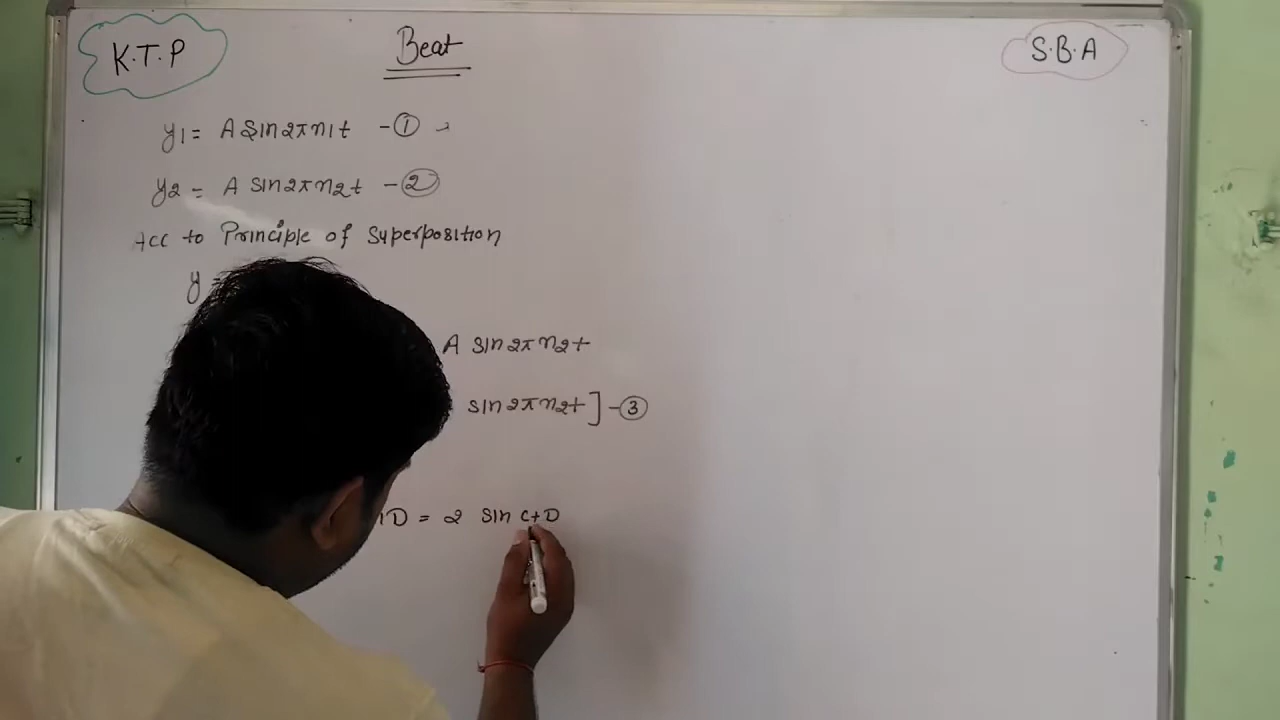 K.T.P
Beat
S.B.A
y1 = A sin2πn1t - ①
y2 = A sin2πn2t - ②
Acc to Principle of superposition
y =
A sin2πn2t
sin2πn2t] - ③
D = 2 sin C+D